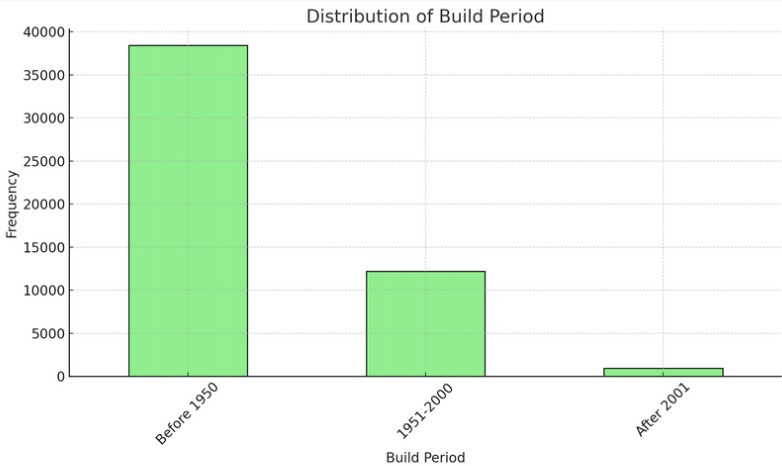 Distribution of Build Period
40000
35000
30000
25000
20000
15000
10000
5000
0
Frequency
Before 1950
1951-2000
After 2001
Build Period